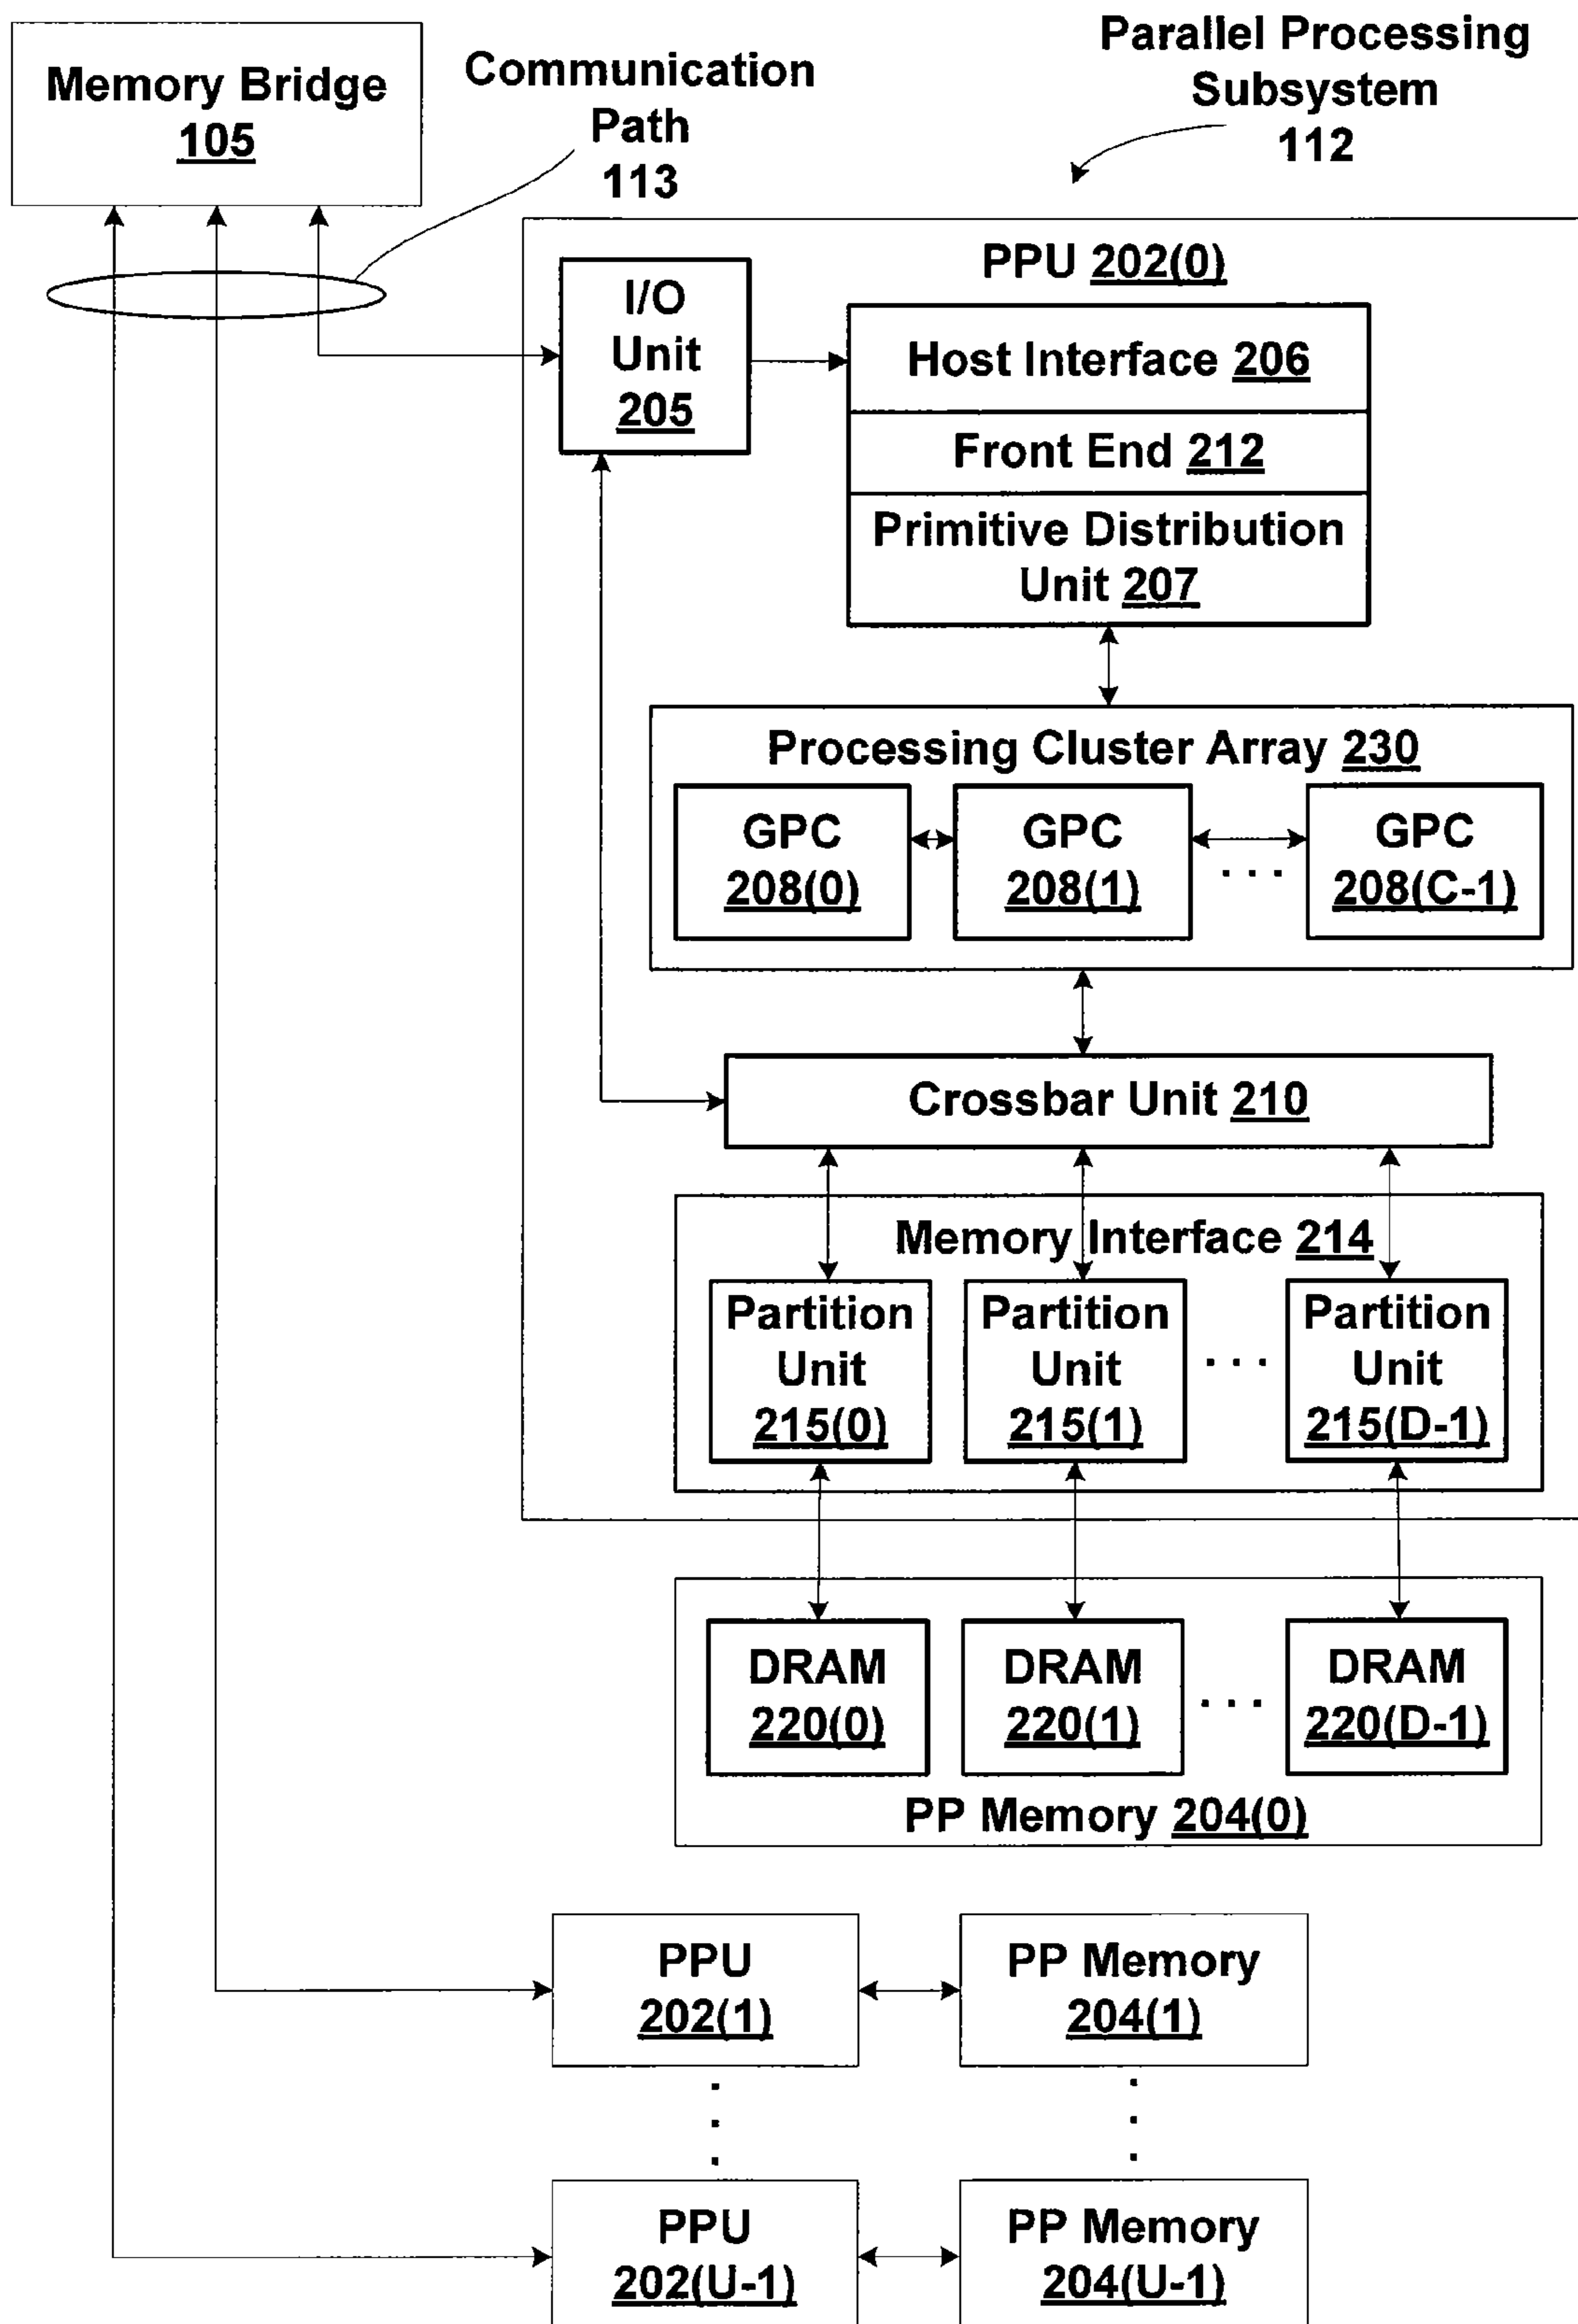 Memory Bridge
105
Communication
Path
113
Parallel Processing
Subsystem
112
PPU 202(0)
I/O
Unit
205
Host Interface 206
Front End 212
Primitive Distribution
Unit 207
Processing Cluster Array 230
GPC
208(0)
GPC
208(1)
. . .
GPC
208(C-1)
Crossbar Unit 210
Memory Interface 214
Partition
Unit
215(0)
Partition
Unit
215(1)
. . .
Partition
Unit
215(D-1)
DRAM
220(0)
DRAM
220(1)
. . .
DRAM
220(D-1)
PP Memory 204(0)
PPU
202(1)
PP Memory
204(1)
PPU
202(U-1)
PP Memory
204(U-1)